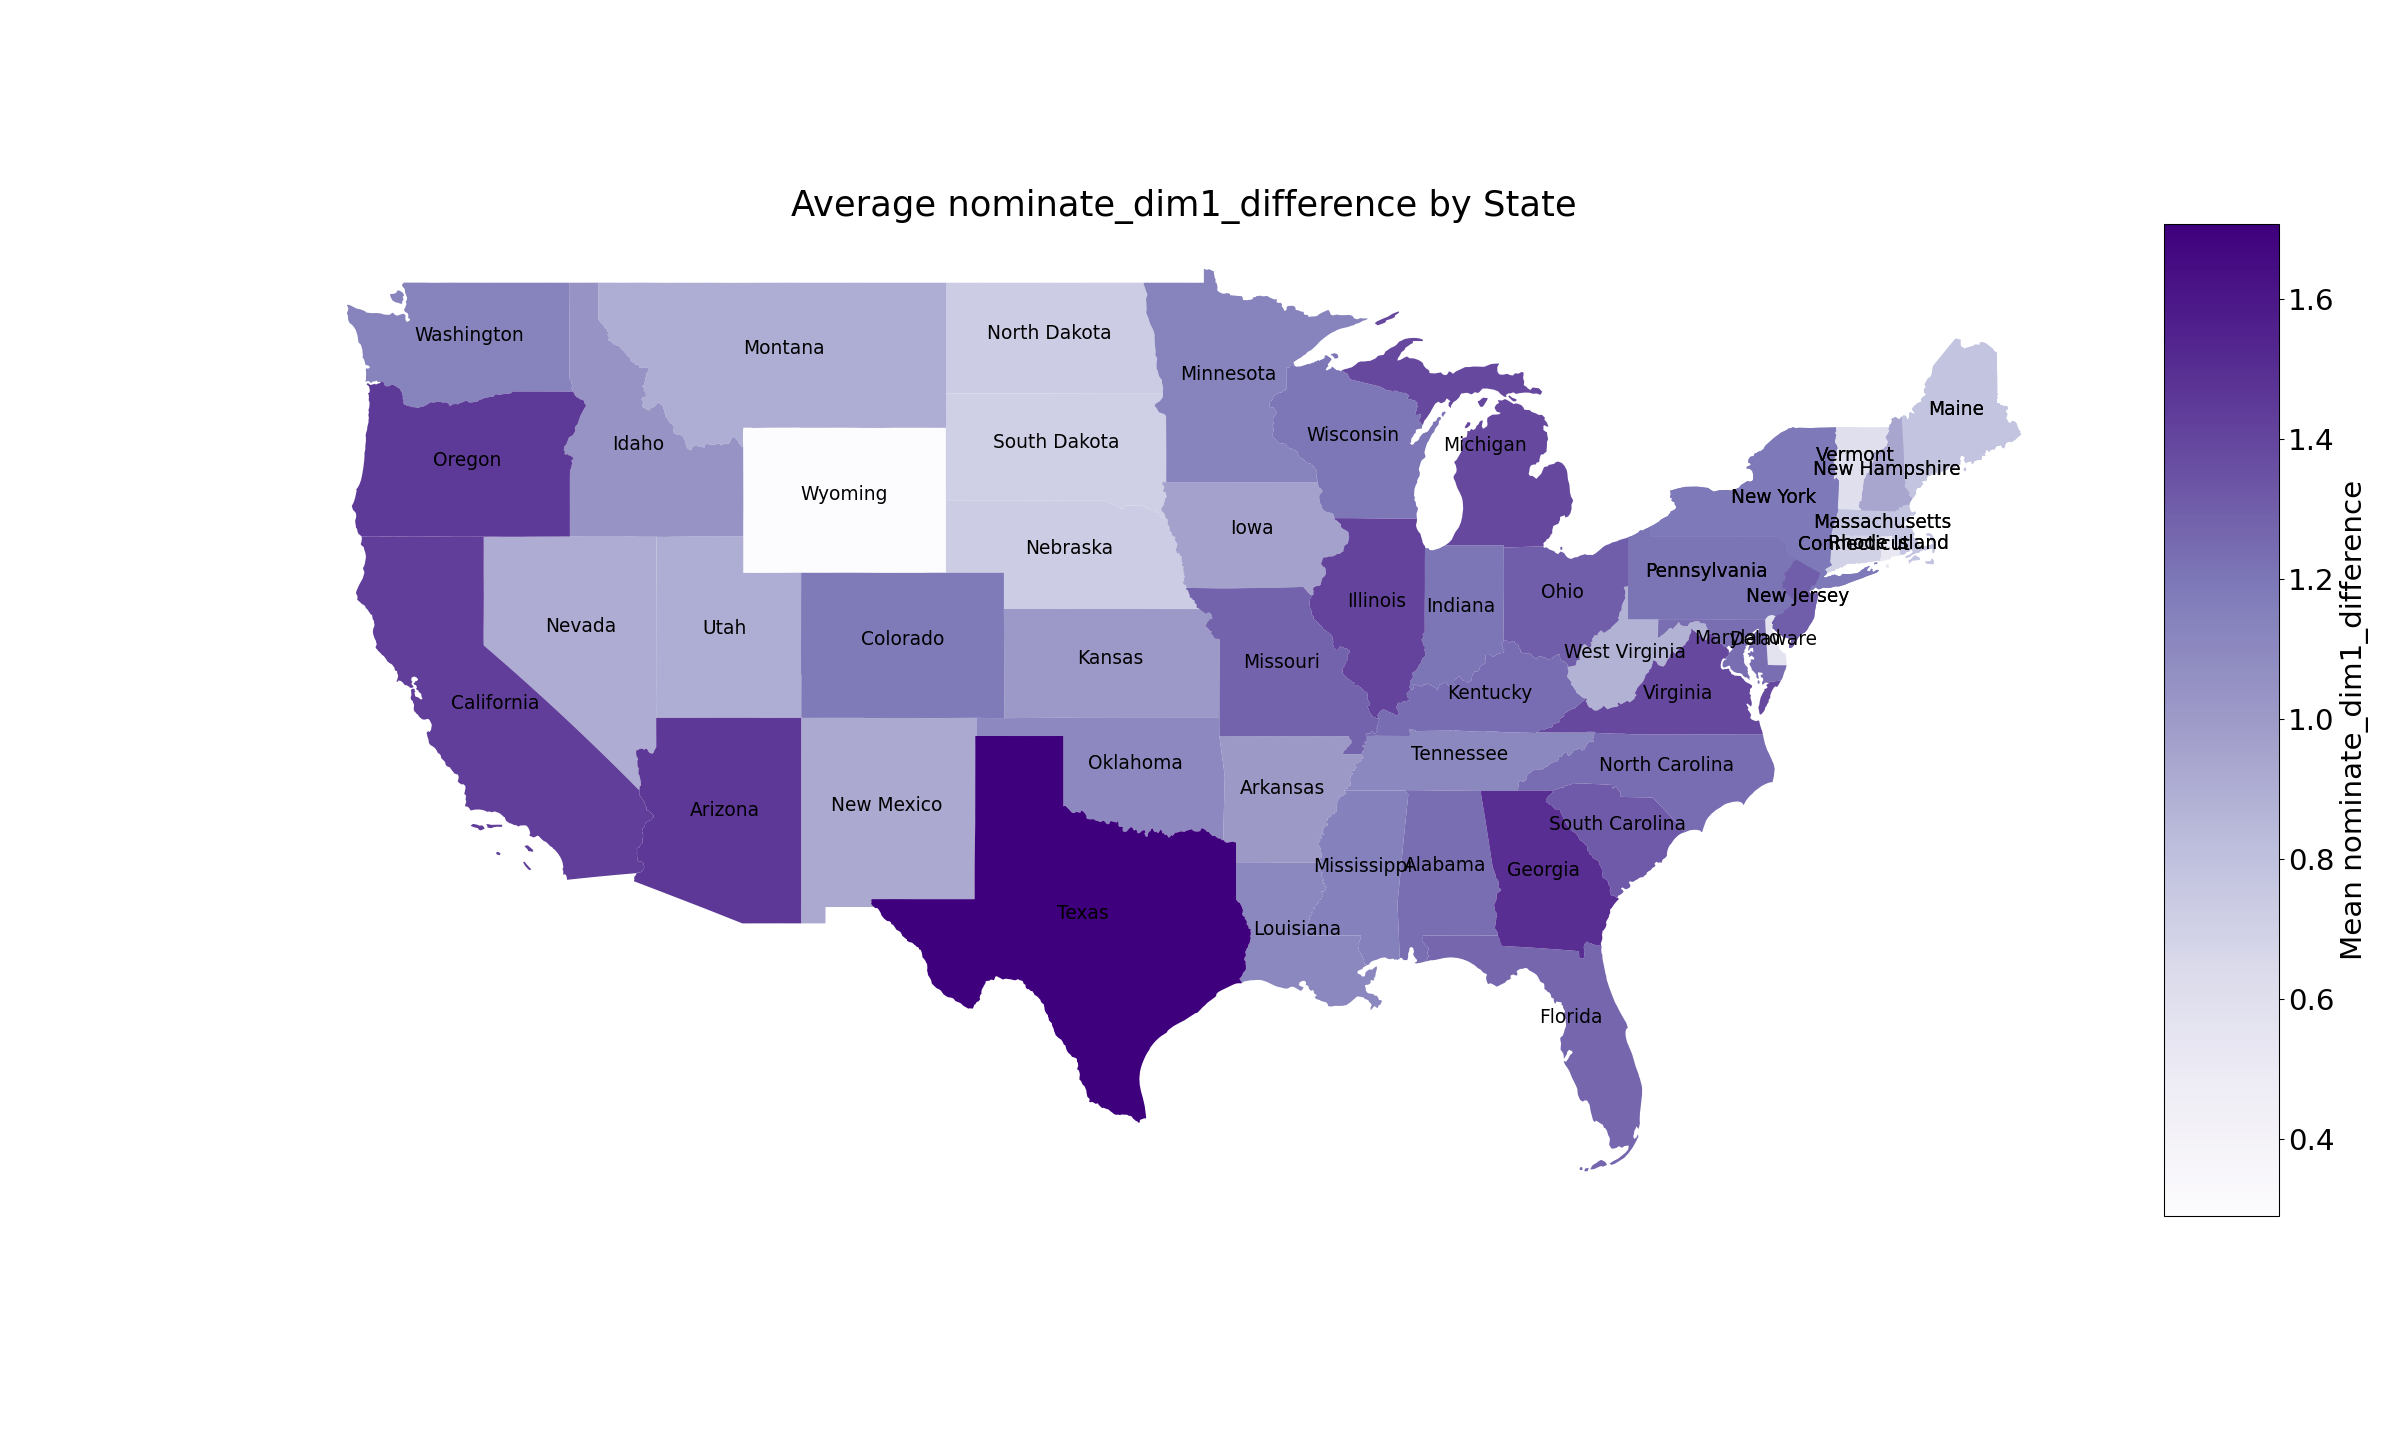 Average nominate_dim1_difference by State
Washington
Montana
North Dakota
Minnesota
Maine
Oregon
Idaho
South Dakota
Wisconsin
Michigan
Vermont
New Hampshire
Wyoming
New York
Iowa
Massachusetts
Nebraska
Connecticut
Rhode Island
Pennsylvania
Illinois
Indiana
Ohio
New Jersey
Nevada
Utah
Colorado
Maryland
Delaware
Kansas
Missouri
West Virginia
California
Kentucky
Virginia
Oklahoma
Tennessee
North Carolina
Arizona
New Mexico
Arkansas
South Carolina
Mississippi
Alabama
Georgia
Texas
Louisiana
Florida
1.6
1.4
1.2
1.0
0.8
0.6
0.4
Mean nominate_dim1_difference